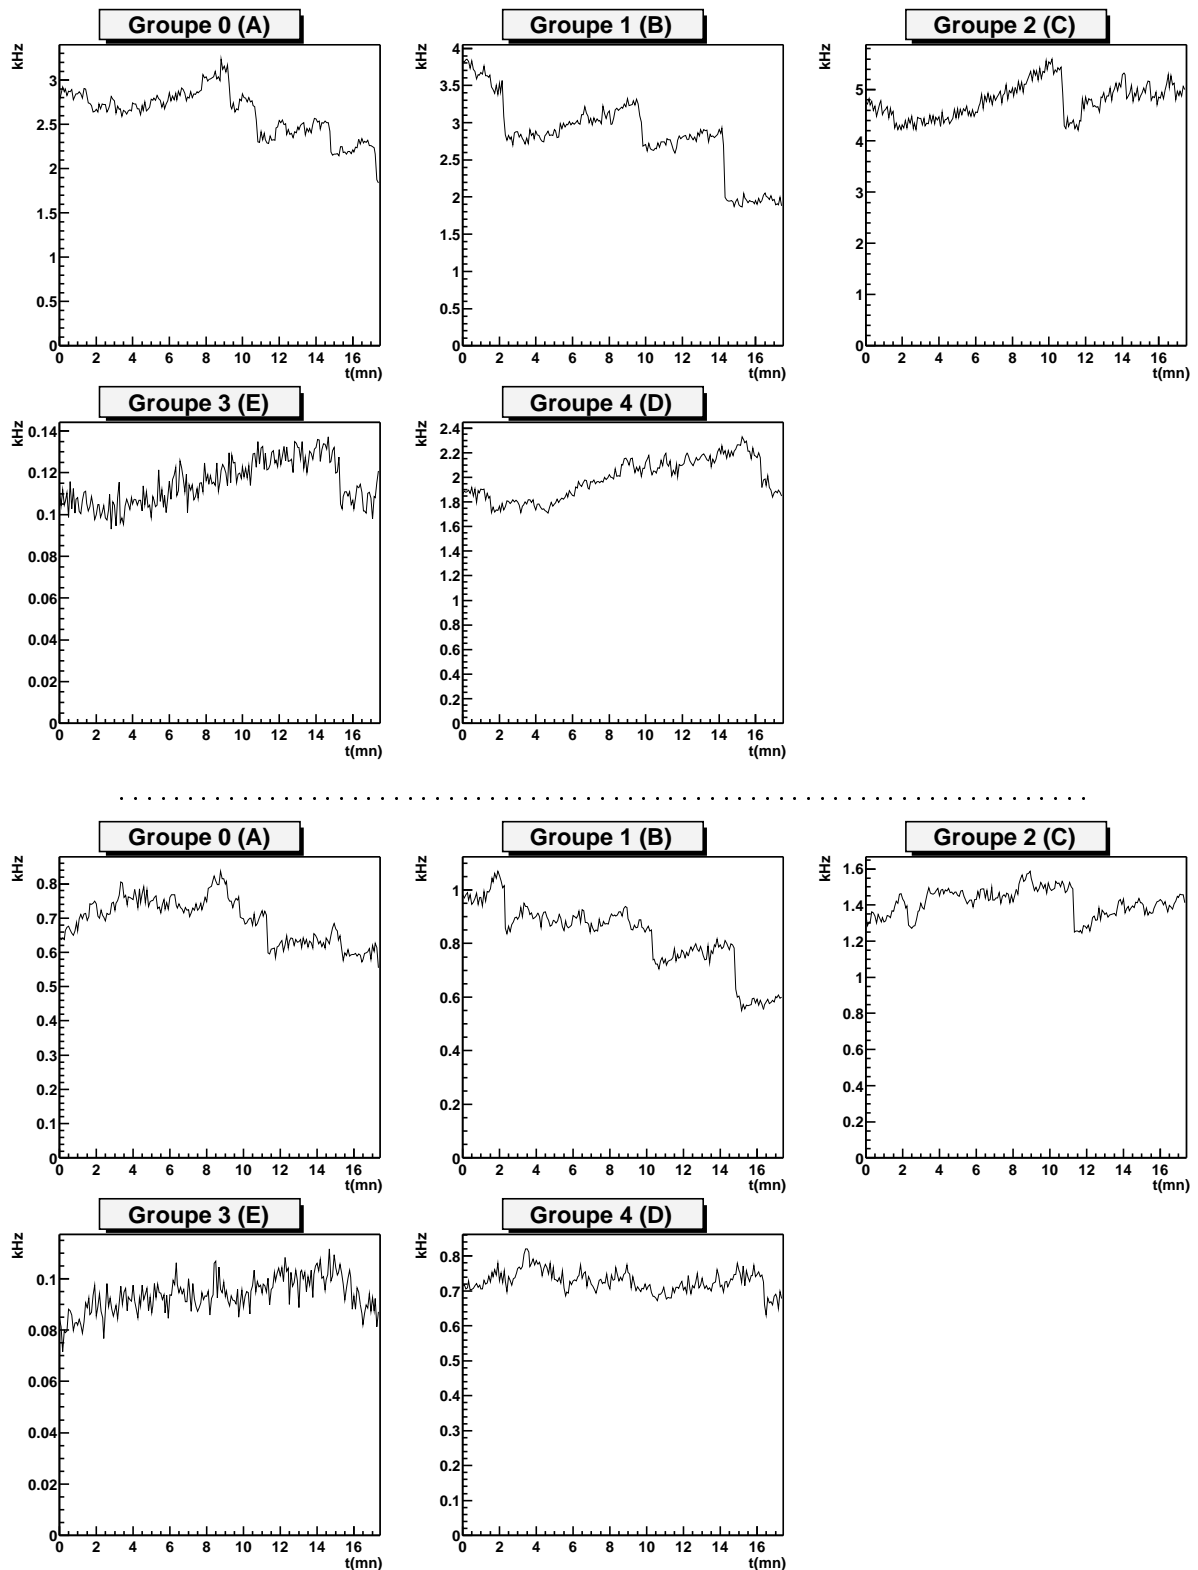 Groupe 0 (A)
Groupe 1 (B)
Groupe 2 (C)
kHz
3
2.5
2
1.5
1
0.5
0
0 2 4 6 8 10 12 14 16
t(mn)
kHz
4
3.5
3
2.5
2
1.5
1
0.5
0
0 2 4 6 8 10 12 14 16
t(mn)
kHz
5
4
3
2
1
0
0 2 4 6 8 10 12 14 16
t(mn)
Groupe 3 (E)
Groupe 4 (D)
kHz
0.14
0.12
0.1
0.08
0.06
0.04
0.02
0
0 2 4 6 8 10 12 14 16
t(mn)
kHz
2.4
2.2
2
1.8
1.6
1.4
1.2
1
0.8
0.6
0.4
0.2
0
0 2 4 6 8 10 12 14 16
t(mn)
Groupe 0 (A)
Groupe 1 (B)
Groupe 2 (C)
kHz
0.8
0.7
0.6
0.5
0.4
0.3
0.2
0.1
0
0 2 4 6 8 10 12 14 16
t(mn)
kHz
1
0.8
0.6
0.4
0.2
0
0 2 4 6 8 10 12 14 16
t(mn)
kHz
1.6
1.4
1.2
1
0.8
0.6
0.4
0.2
0
0 2 4 6 8 10 12 14 16
t(mn)
Groupe 3 (E)
Groupe 4 (D)
kHz
0.1
0.08
0.06
0.04
0.02
0
0 2 4 6 8 10 12 14 16
t(mn)
kHz
0.8
0.7
0.6
0.5
0.4
0.3
0.2
0.1
0
0 2 4 6 8 10 12 14 16
t(mn)